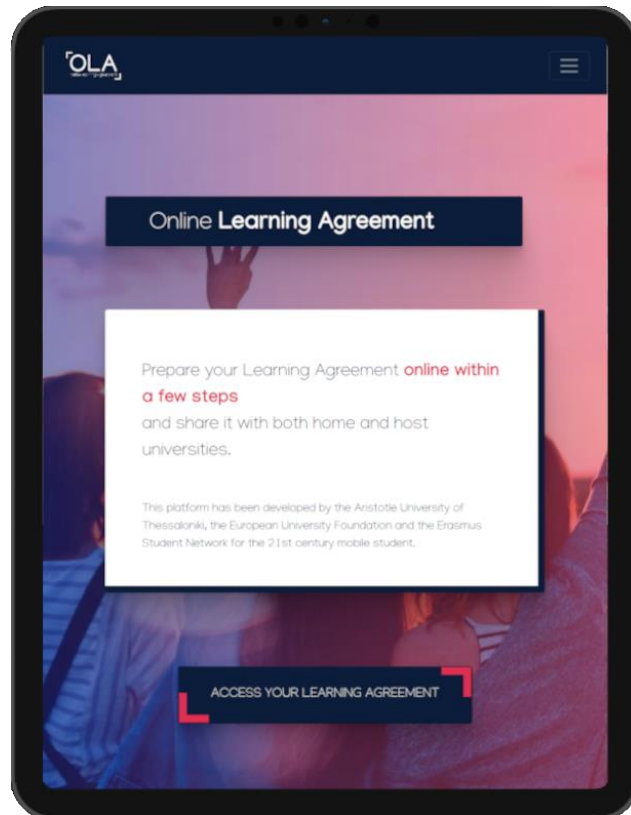 OLA
Online Learning Agreement
Prepare your Learning Agreement online within
a few steps
and share it with both home and host
universities.
This platform has been developed by the Aristotle University of
Thessaloniki, the European University Foundation and the Erasmus
Student Network for the 21st century mobile student.
ACCESS YOUR LEARNING AGREEMENT